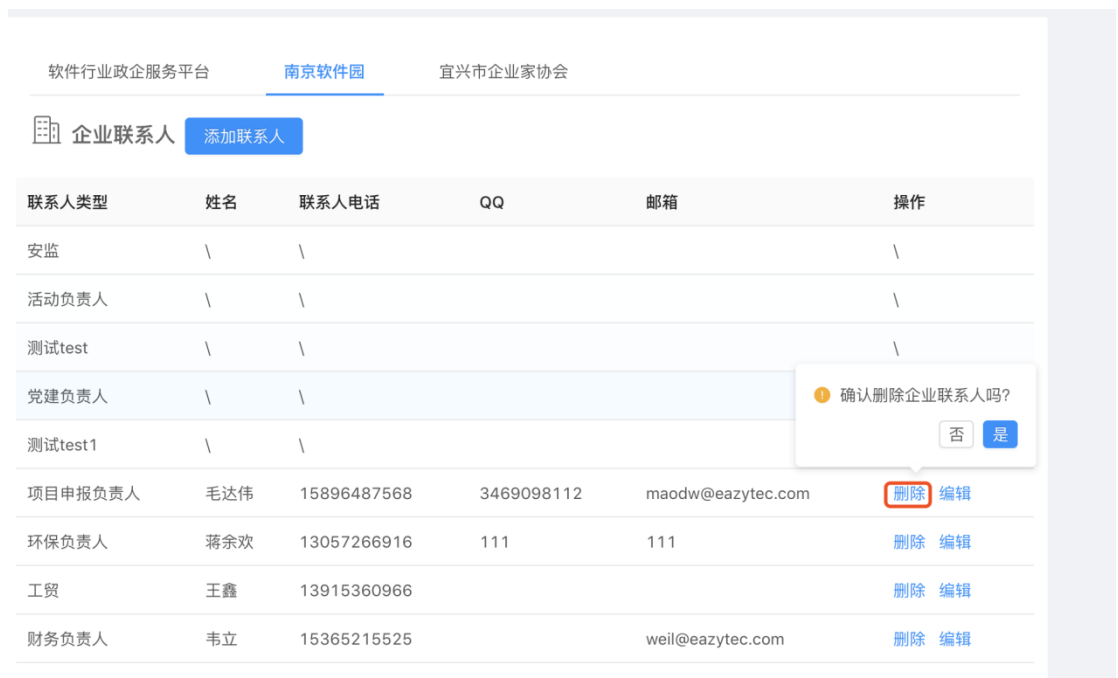 软件行业政企服务平台 南京软件园 宜兴市企业家协会
企业联系人 添加联系人
联系人类型 姓名 联系人电话 QQ 邮箱 操作
安监 \ \ \
活动负责人 \ \ \
测试test \ \ \
党建负责人 \ \
确认删除企业联系人吗?
否 是
测试test1 \ \
项目申报负责人 毛达伟 15896487568 3469098112 maodw@eazytec.com 删除 编辑
环保负责人 蒋余欢 13057266916 111 111 删除 编辑
工贸 王鑫 13915360966 删除 编辑
财务负责人 韦立 15365215525 weil@eazytec.com 删除 编辑